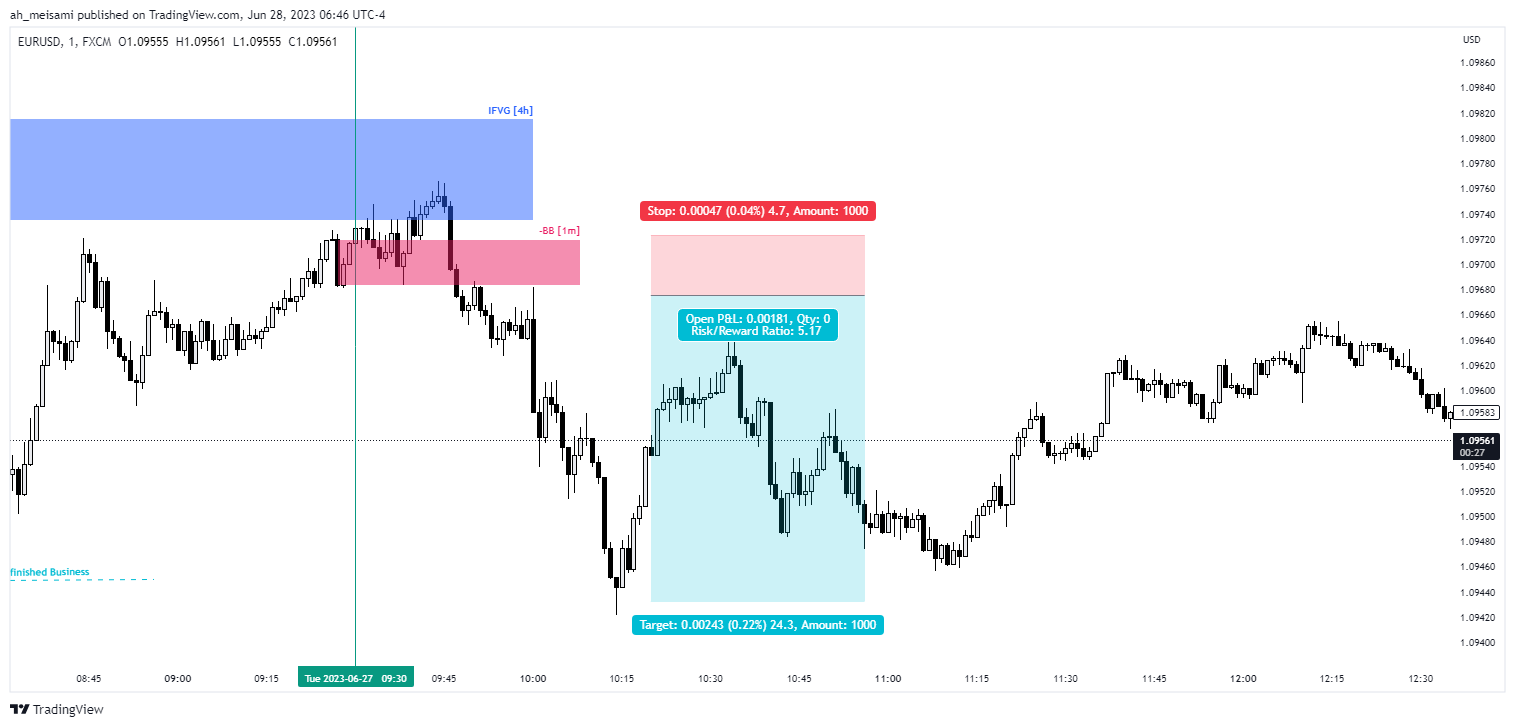 ah_meisami published on TradingView.com, Jun 28, 2023 06:46 UTC-4
EURUSD, 1, FXCM O1.09555 H1.09561 L1.09555 C1.09561
USD
1.09860
1.09840
1.09820
1.09800
1.09780
1.09760
1.09740
1.09720
1.09700
1.09680
1.09660
1.09640
1.09620
1.09600
1.09583
1.09561
00:27
1.09540
1.09520
1.09500
1.09480
1.09460
1.09440
1.09420
1.09400
IFVG [4h]
-BB [1m]
Stop: 0.00047 (0.04%) 4.7, Amount: 1000
Open P&L: 0.00181, Qty: 0
Risk/Reward Ratio: 5.17
Target: 0.00243 (0.22%) 24.3, Amount: 1000
finished Business
08:45 09:00 09:15 Tue 2023-06-27 09:30 09:45 10:00 10:15 10:30 10:45 11:00 11:15 11:30 11:45 12:00 12:15 12:30
TradingView